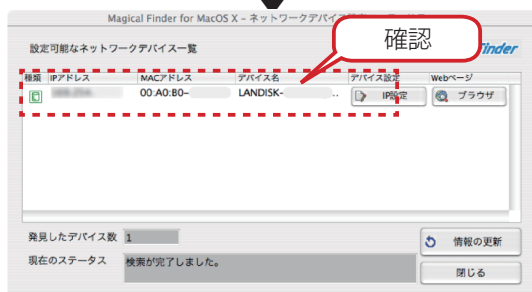 Magical Finder for MacOS X – ネットワークデバイ
確認
設定可能なネットワークデバイス一覧
inder
種類 IPアドレス MACアドレス デバイス名 デバイス設定 Webページ
00:A0:B0- LANDISK- .. IP設定 ブラウザ
発見したデバイス数 1
情報の更新
現在のステータス 検索が完了しました。
閉じる